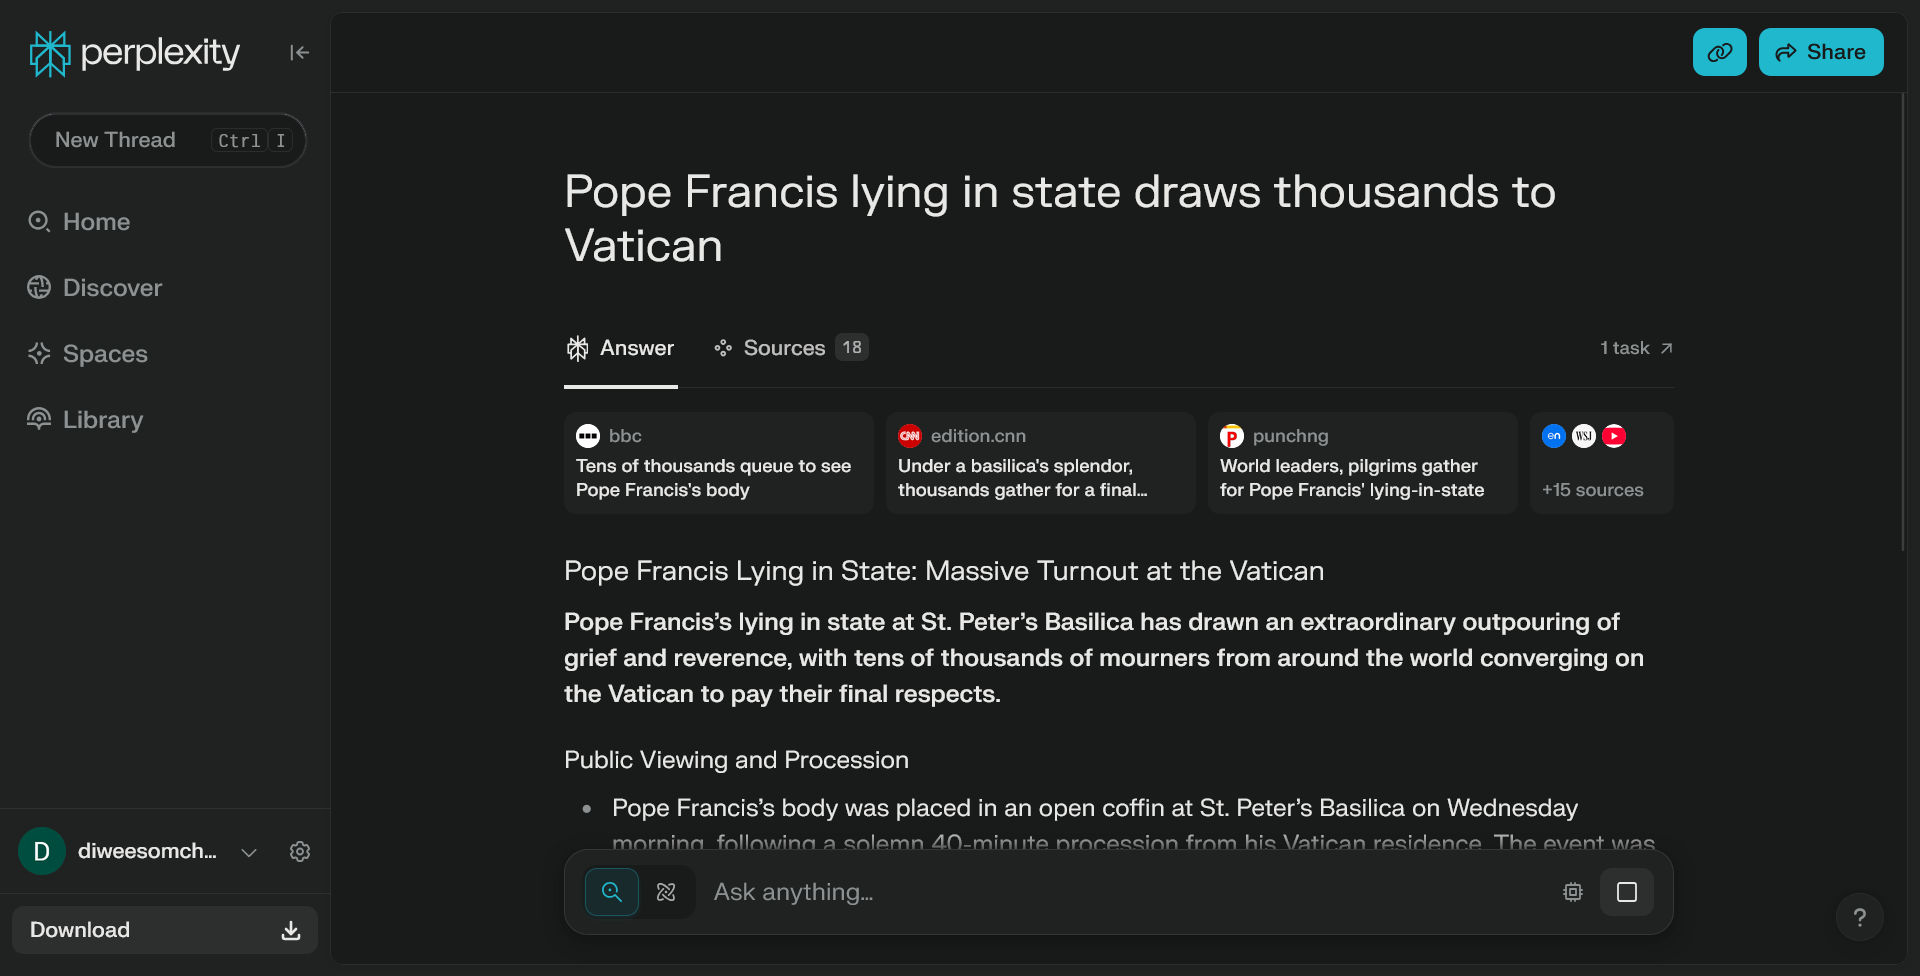 perplexity
New Thread Ctrl I
Home
Discover
Spaces
Library
D diweesomch...
Download
Share
Pope Francis lying in state draws thousands to
Vatican
Answer
Sources 18
1 task
bbc
Tens of thousands queue to see
Pope Francis's body
CNN edition.cnn
Under a basilica's splendor,
thousands gather for a final...
P punchng
World leaders, pilgrims gather
for Pope Francis' lying-in-state
en WSJ
+15 sources
Pope Francis Lying in State: Massive Turnout at the Vatican
Pope Francis’s lying in state at St. Peter’s Basilica has drawn an extraordinary outpouring of
grief and reverence, with tens of thousands of mourners from around the world converging on
the Vatican to pay their final respects.
Public Viewing and Procession
• Pope Francis’s body was placed in an open coffin at St. Peter’s Basilica on Wednesday
morning, following a solemn 40-minute procession from his Vatican residence. The event was
Ask anything...
?